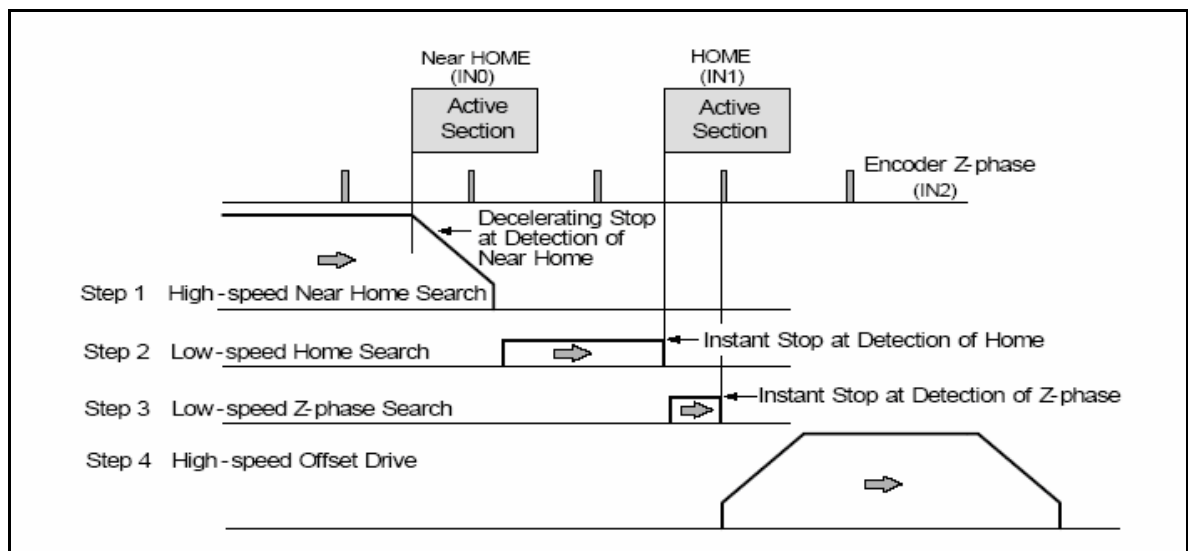 Near HOME
(IN0)
HOME
(IN1)
Active
Section
Active
Section
Encoder Z-phase
(IN2)
Decelerating Stop
at Detection of
Near Home
Step 1 High-speed Near Home Search
Step 2 Low-speed Home Search
Instant Stop at Detection of Home
Step 3 Low-speed Z-phase Search
Instant Stop at Detection of Z-phase
Step 4 High-speed Offset Drive